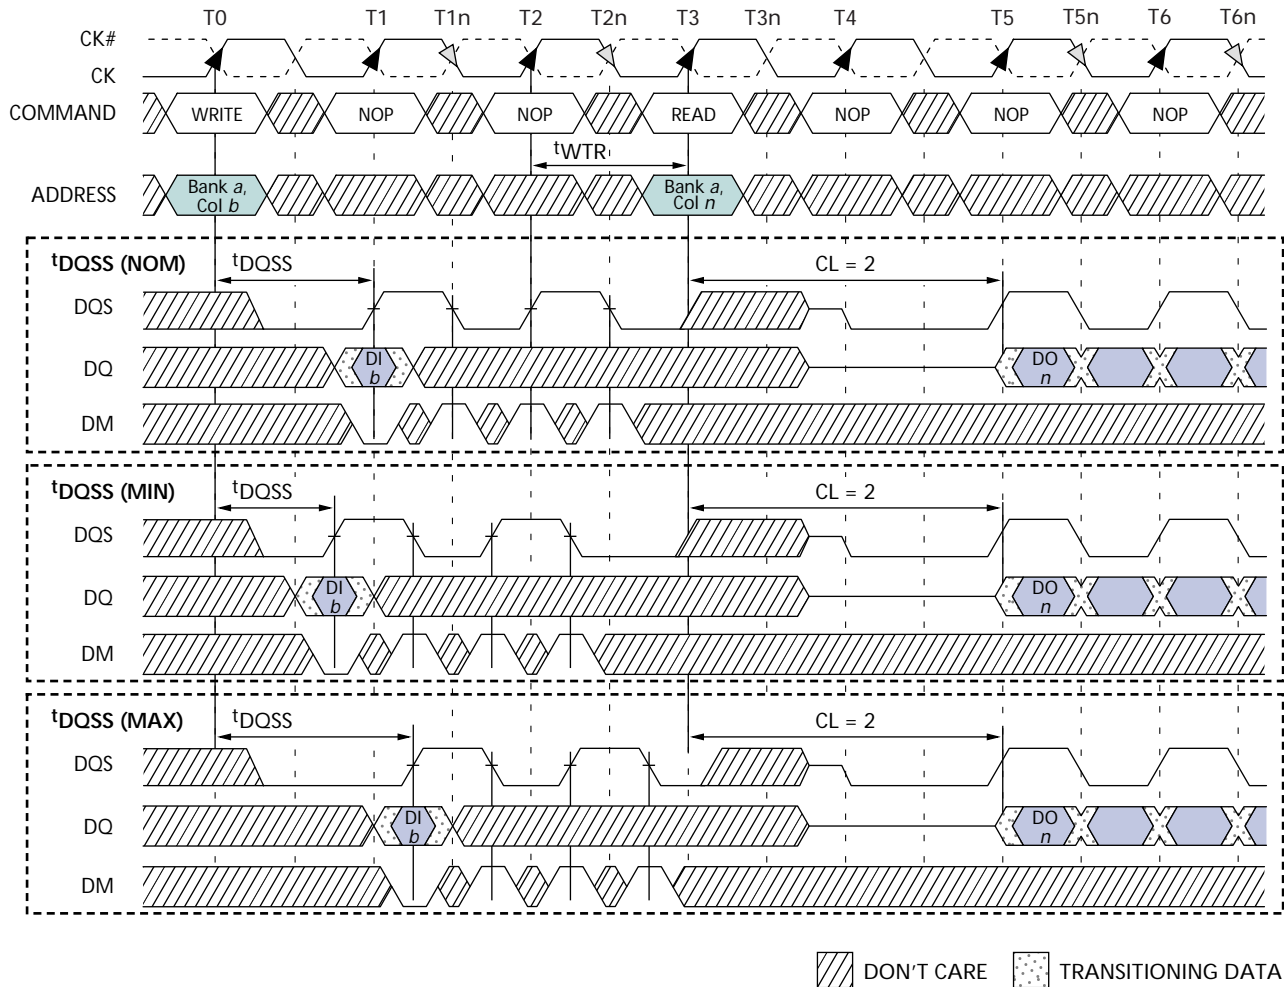 T0 T1 T1n T2 T2n T3 T3n T4 T5 T5n T6 T6n
CK#
CK
COMMAND WRITE NOP NOP READ NOP NOP NOP
tWTR
ADDRESS Bank a, Col b Bank a, Col n
tDQSS (NOM) tDQSS CL = 2
DQS
DQ DI b DO n
DM
tDQSS (MIN) tDQSS CL = 2
DQS
DQ DI b DO n
DM
tDQSS (MAX) tDQSS CL = 2
DQS
DQ DI b DO n
DM
DON'T CARE TRANSITIONING DATA